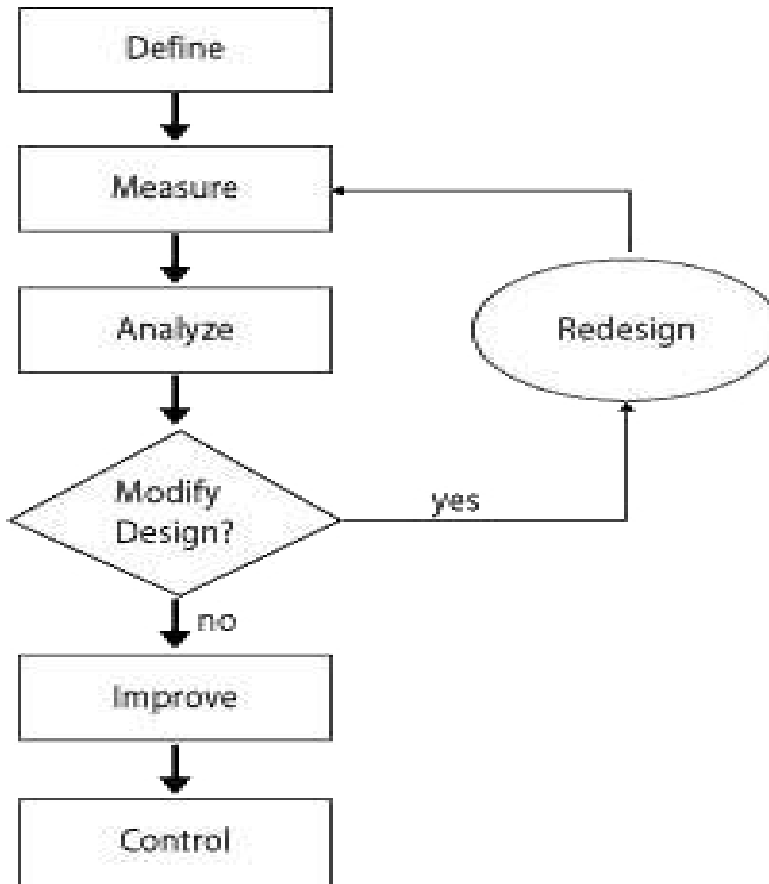 Define
Measure
Analyze
Redesign
Modify
Design?
yes
no
Improve
Control